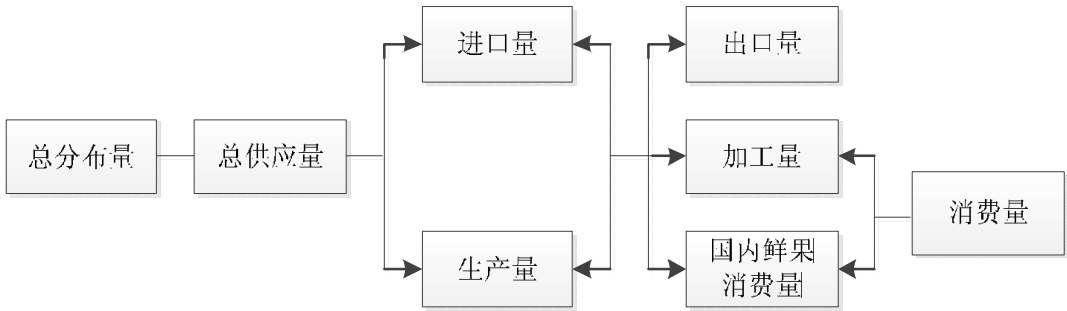 进口量
出口量
总分布量
总供应量
加工量
消费量
生产量
国内鲜果
消费量